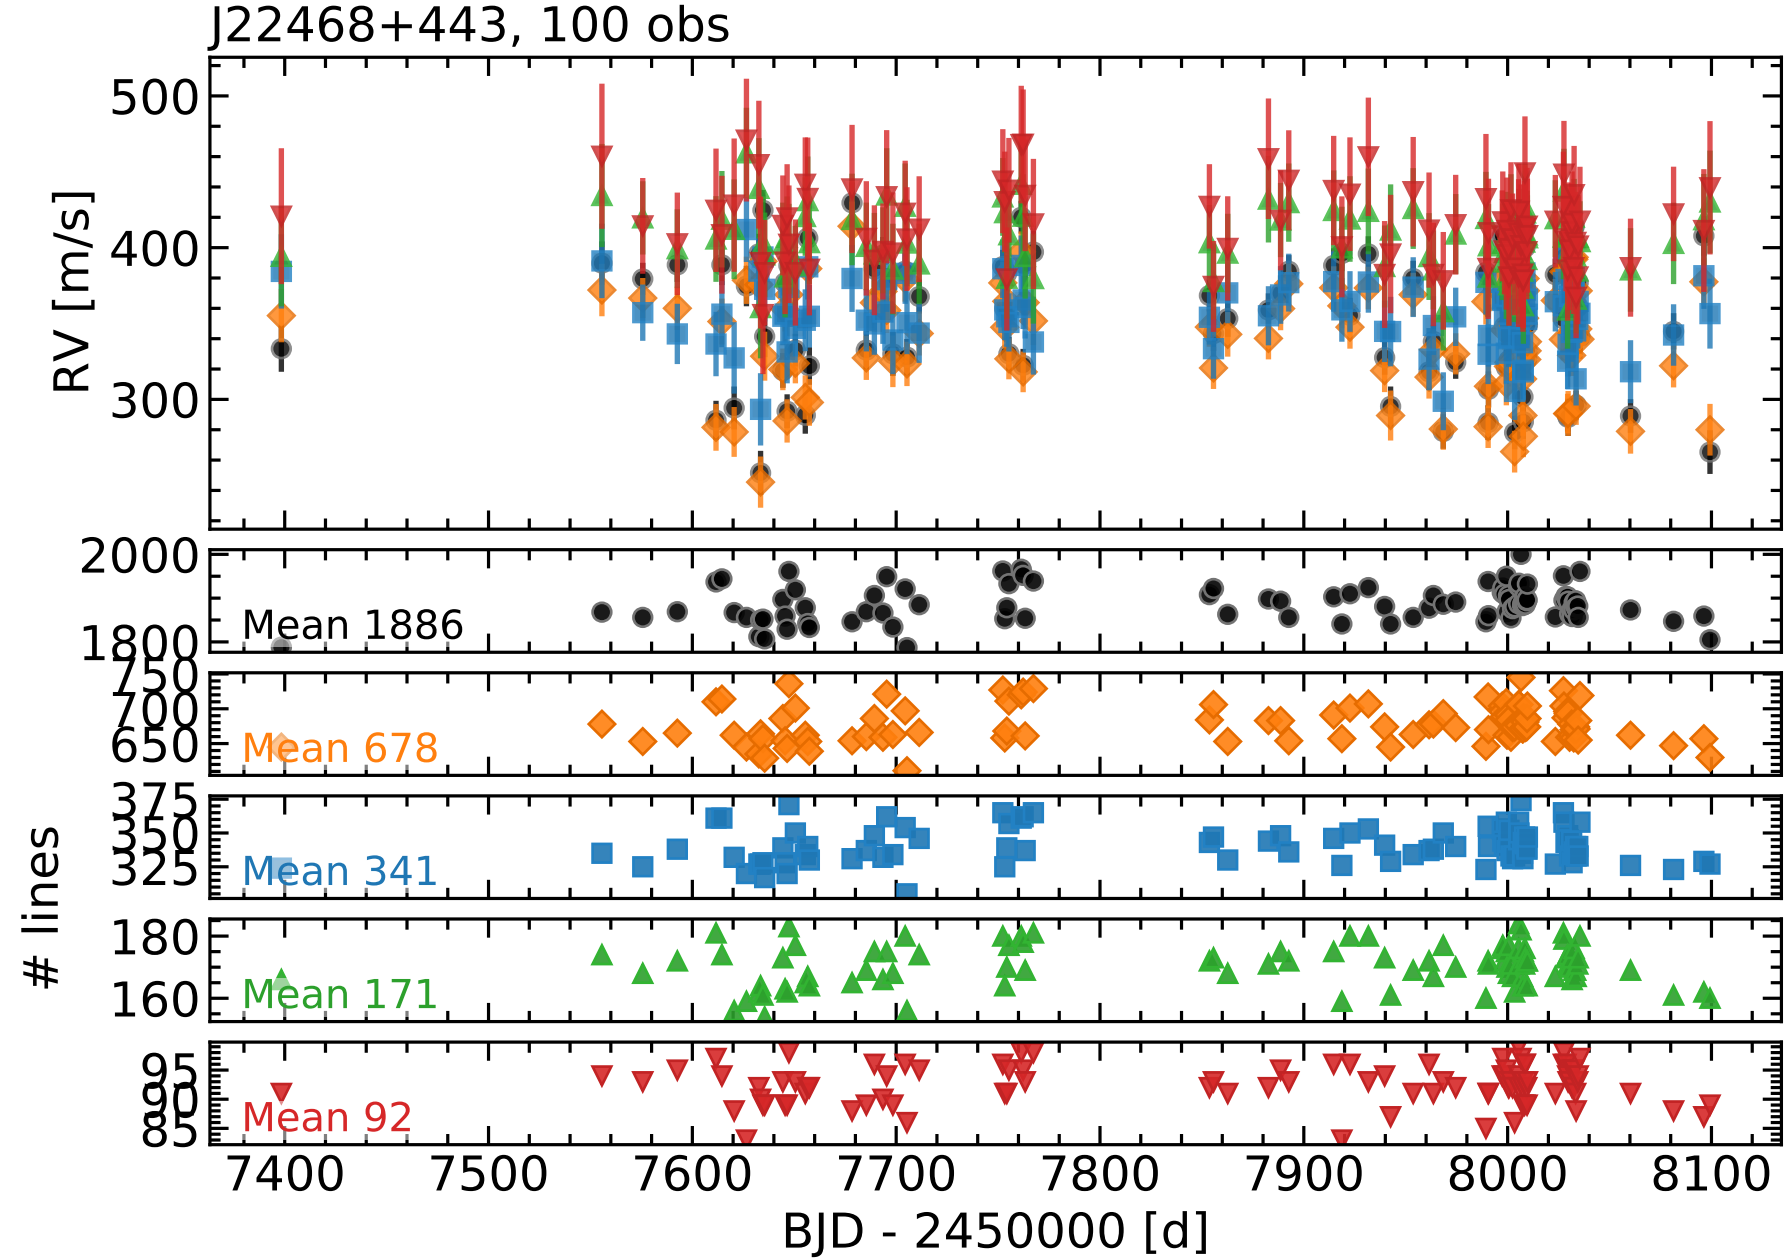 J22468+443, 100 obs
500
400
300
RV [m/s]
2000
1800
Mean 1886
750
700
650
Mean 678
375
350
325
Mean 341
# lines
180
160
Mean 171
95
90
85
Mean 92
7400 7500 7600 7700 7800 7900 8000 8100
BJD - 2450000 [d]